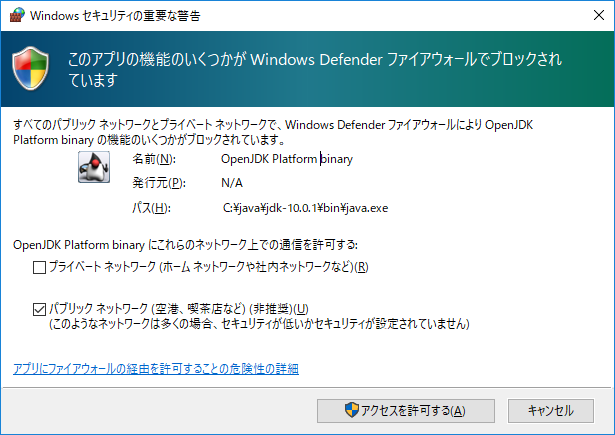 Windows セキュリティの重要な警告
このアプリの機能のいくつかが Windows Defender ファイアウォールでブロックされ
ています
すべてのパブリック ネットワークとプライベート ネットワークで、Windows Defender ファイアウォールにより OpenJDK
Platform binary の機能のいくつかがブロックされています。
名前(N): OpenJDK Platform binary
発行元(P): N/A
パス(H): C:¥java¥jdk-10.0.1¥bin¥java.exe
OpenJDK Platform binary にこれらのネットワーク上での通信を許可する:
プライベート ネットワーク (ホーム ネットワークや社内ネットワークなど)(R)
パブリック ネットワーク (空港、喫茶店など) (非推奨)(U)
(このようなネットワークは多くの場合、セキュリティが低いかセキュリティが設定されていません)
アプリにファイアウォールの経由を許可することの危険性の詳細
アクセスを許可する(A) キャンセル